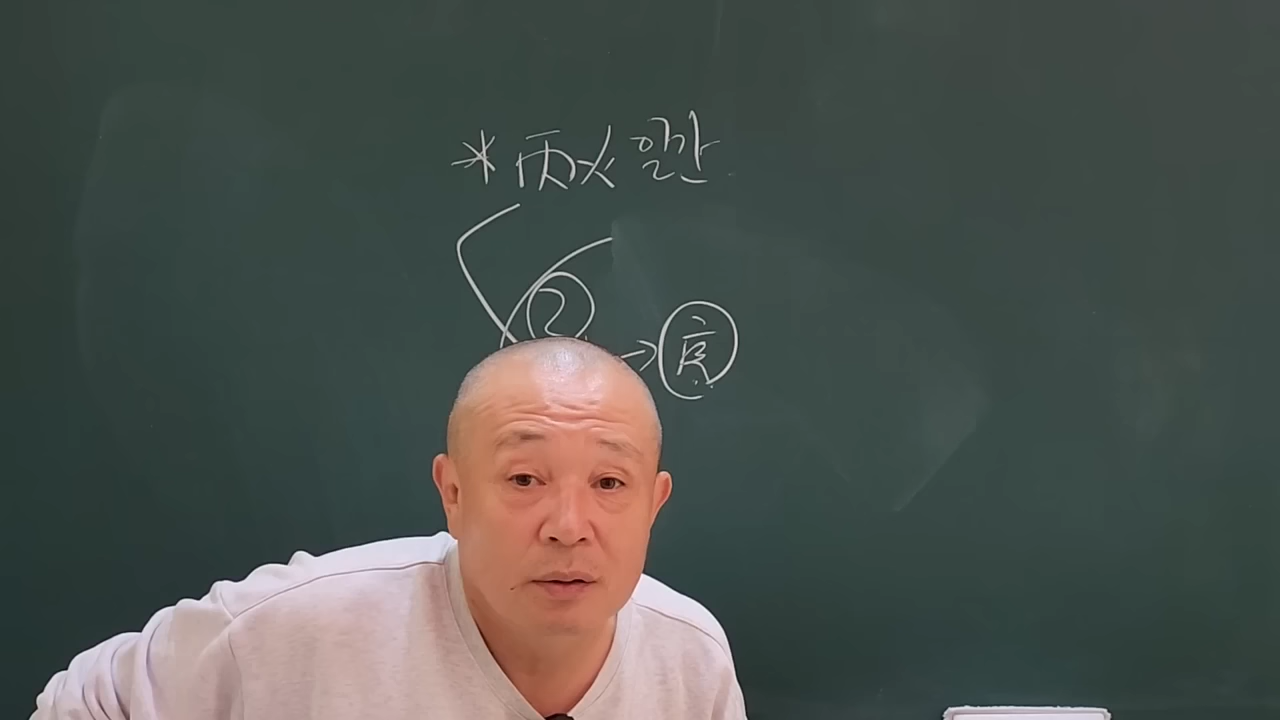 * 丙火 일간
乙
→ 寅